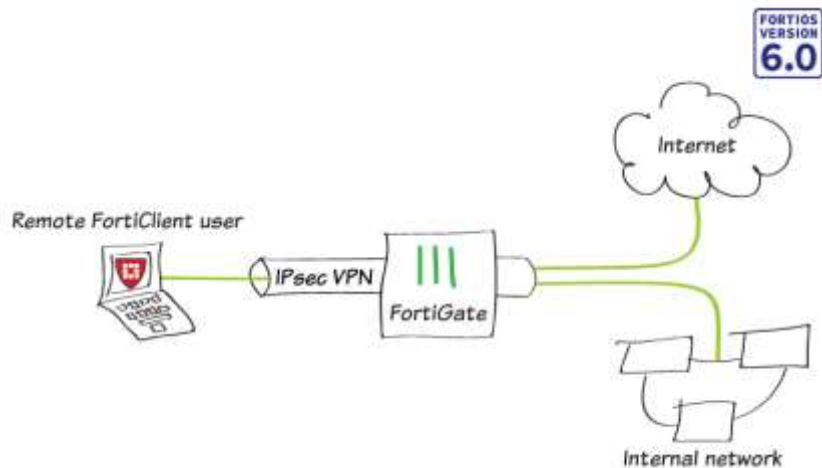 FORTIOS
VERSION
6.0
Internet
Remote FortiClient user
IPsec VPN
FortiGate
Internal network